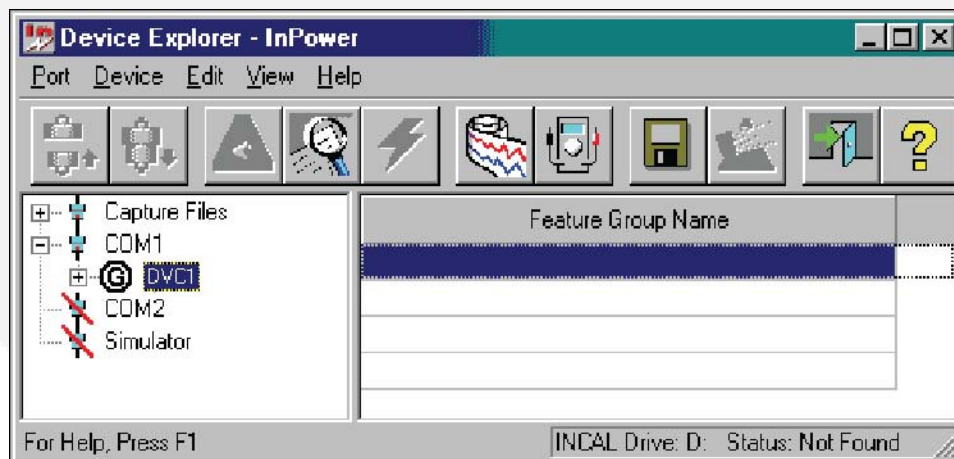 Device Explorer - InPower
Port Device Edit View Help
Capture Files
COM1
G DVC1
COM2
Simulator
Feature Group Name
For Help, Press F1
INCAL Drive: D: Status: Not Found